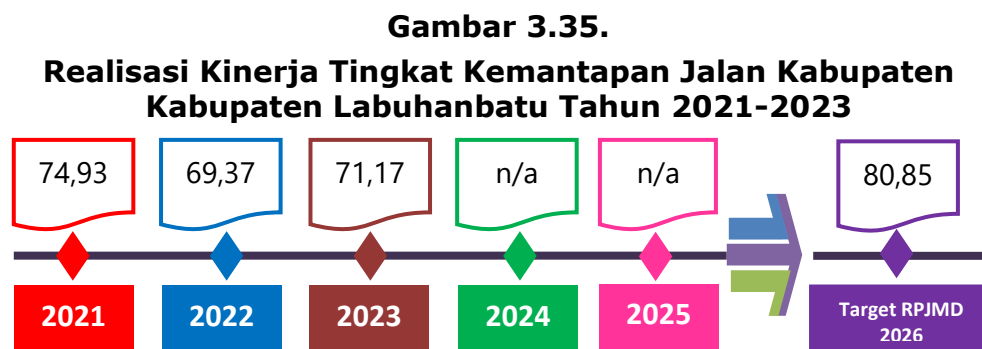 Gambar 3.35.
Realisasi Kinerja Tingkat Kemantapan Jalan Kabupaten
Kabupaten Labuhanbatu Tahun 2021-2023
74,93 69,37 71,17 n/a n/a 80,85
2021 2022 2023 2024 2025 Target RPJMD
2026